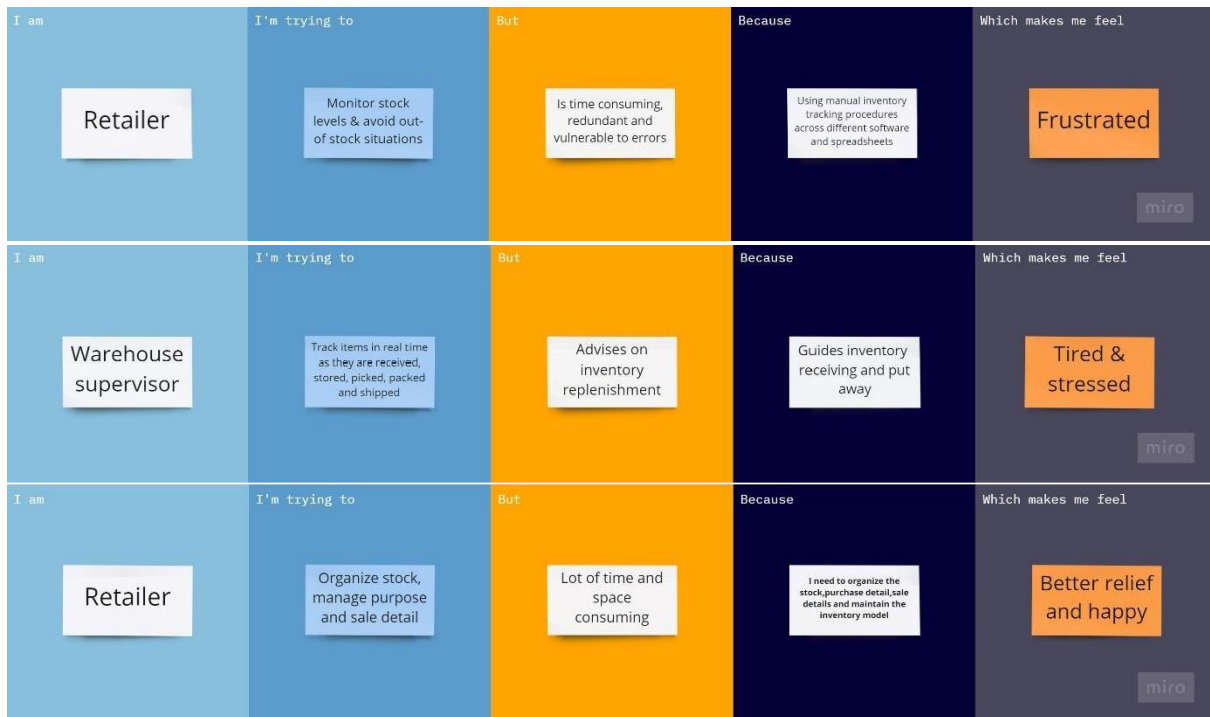 I am
I'm trying to
But
Because
Which makes me feel
Retailer
Monitor stock
levels & avoid out-
of stock situations
Is time consuming,
redundant and
vulnerable to errors
Using manual inventory
tracking procedures
across different software
and spreadsheets
Frustrated
miro
I am
I'm trying to
But
Because
Which makes me feel
Warehouse
supervisor
Track items in real time
as they are received,
stored, picked, packed
and shipped
Advises on
inventory
replenishment
Guides inventory
receiving and put
away
Tired &
stressed
miro
I am
I'm trying to
But
Because
Which makes me feel
Retailer
Organize stock,
manage purpose
and sale detail
Lot of time and
space
consuming
I need to organize the
stock,purchase detail,sale
details and maintain the
inventory model
Better relief
and happy
miro